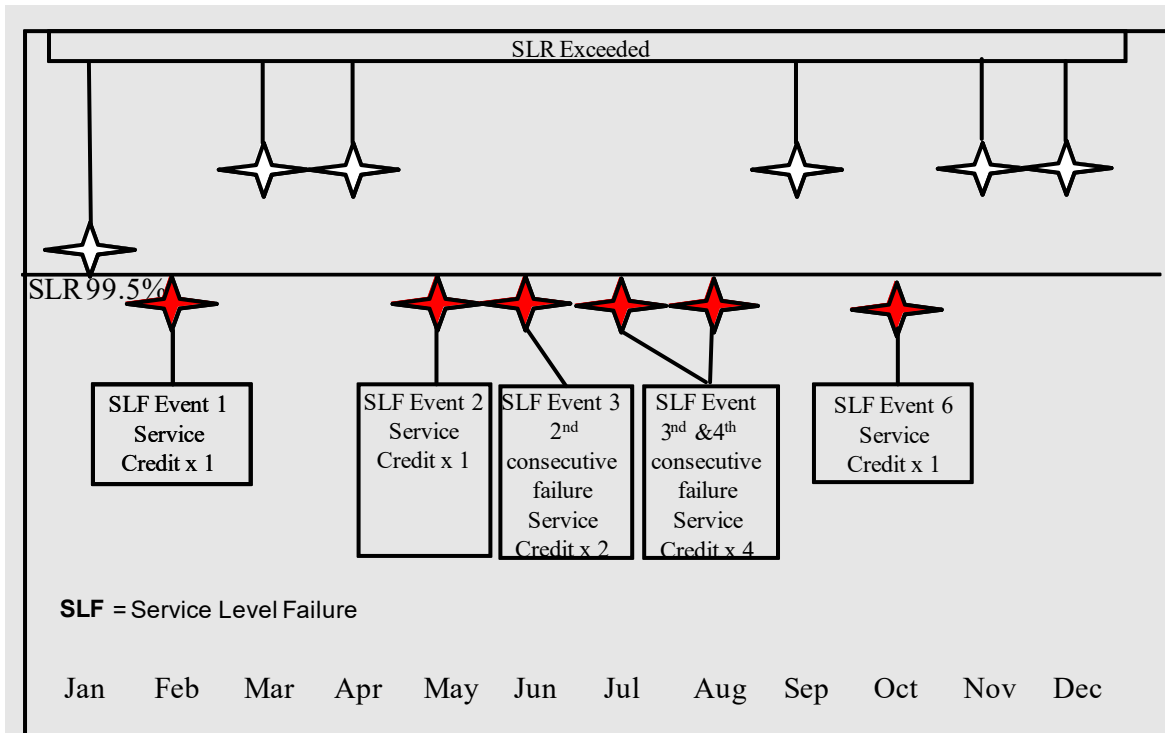 SLR Exceeded
SLR 99.5%
SLF Event 1
Service
Credit x 1
SLF Event 2
Service
Credit x 1
SLF Event 3
2nd
consecutive
failure
Service
Credit x 2
SLF Event
3nd &4th
consecutive
failure
Service
Credit x 4
SLF Event 6
Service
Credit x 1
SLF = Service Level Failure
Jan Feb Mar Apr May Jun Jul Aug Sep Oct Nov Dec